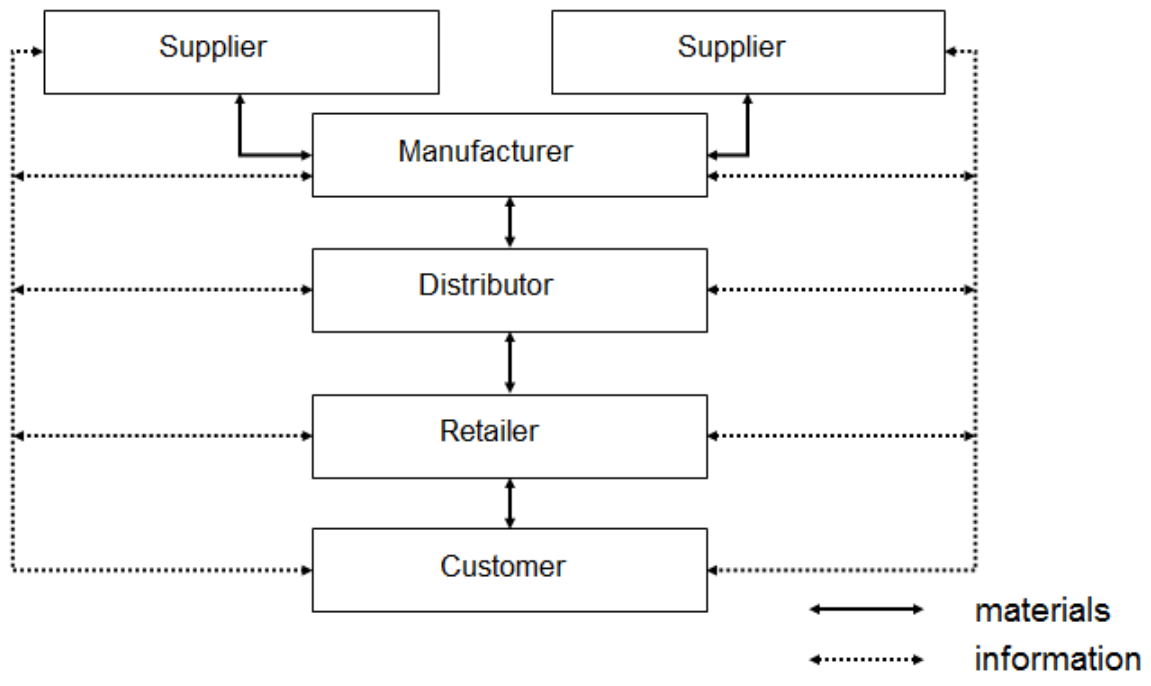 Supplier
Supplier
Manufacturer
Distributor
Retailer
Customer
materials
information